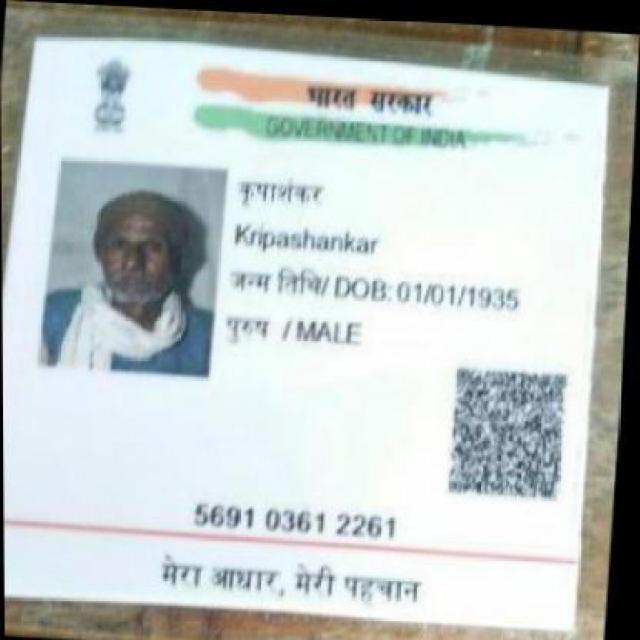 भारत सरकार
GOVERNMENT OF INDIA
कृपाशंकर
Kripashankar
जन्म तिथि/ DOB: 01/01/1935
पुरुष / MALE
5691 0361 2261
मेरा आधार, मेरी पहचान